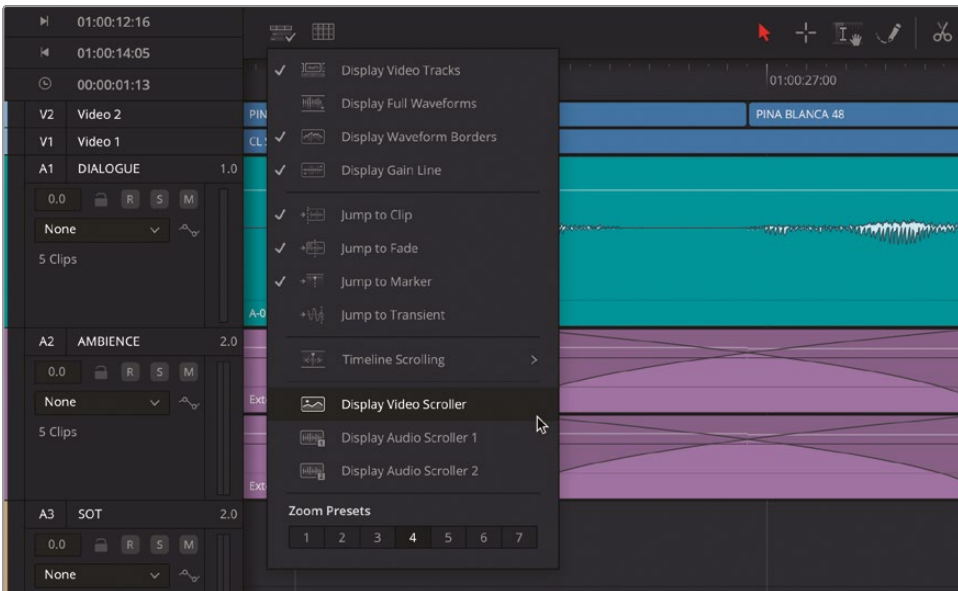 01:00:12:16
01:00:14:05
00:00:01:13
01:00:27:00
V2 Video 2
PIN
PINA BLANCA 48
V1 Video 1
CL S
A1 DIALOGUE 1.0
0.0 R S M
None
5 Clips
A-0
A2 AMBIENCE 2.0
0.0 R S M
None
5 Clips
Ext
Ext
A3 SOT 2.0
0.0 R S M
None
Display Video Tracks
Display Full Waveforms
Display Waveform Borders
Display Gain Line
Jump to Clip
Jump to Fade
Jump to Marker
Jump to Transient
Timeline Scrolling
Display Video Scroller
Display Audio Scroller 1
Display Audio Scroller 2
Zoom Presets
1 2 3 4 5 6 7